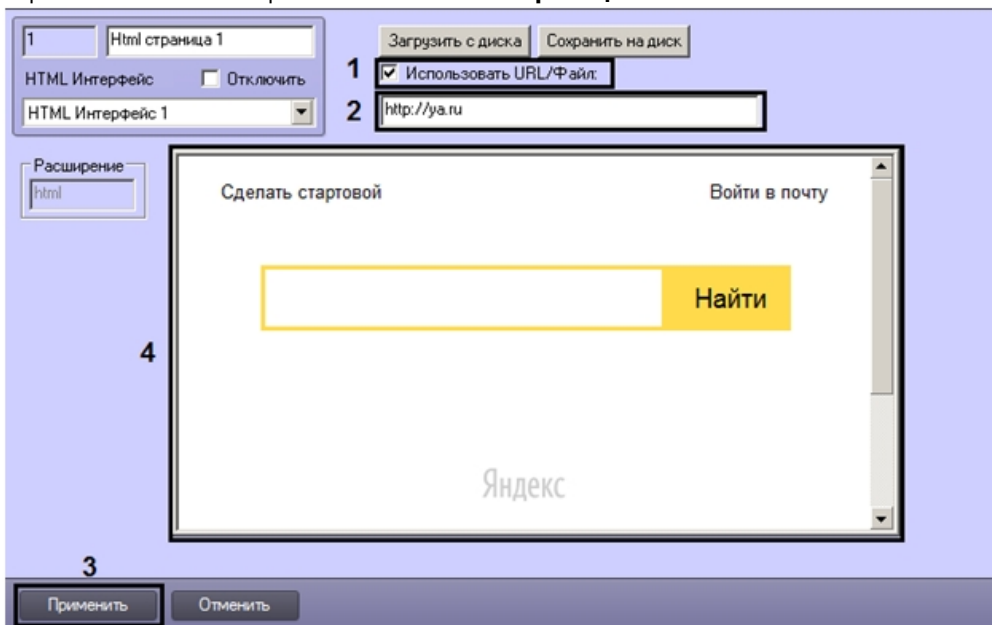 1 Html страница 1 Загрузить с диска Сохранить на диск
HTML Интерфейс Отключить 1 Использовать URL/Файл:
HTML Интерфейс 1 2 http://ya.ru
Расширение
html
Сделать стартовой Войти в почту
Найти
4
Яндекс
3
Применить Отменить